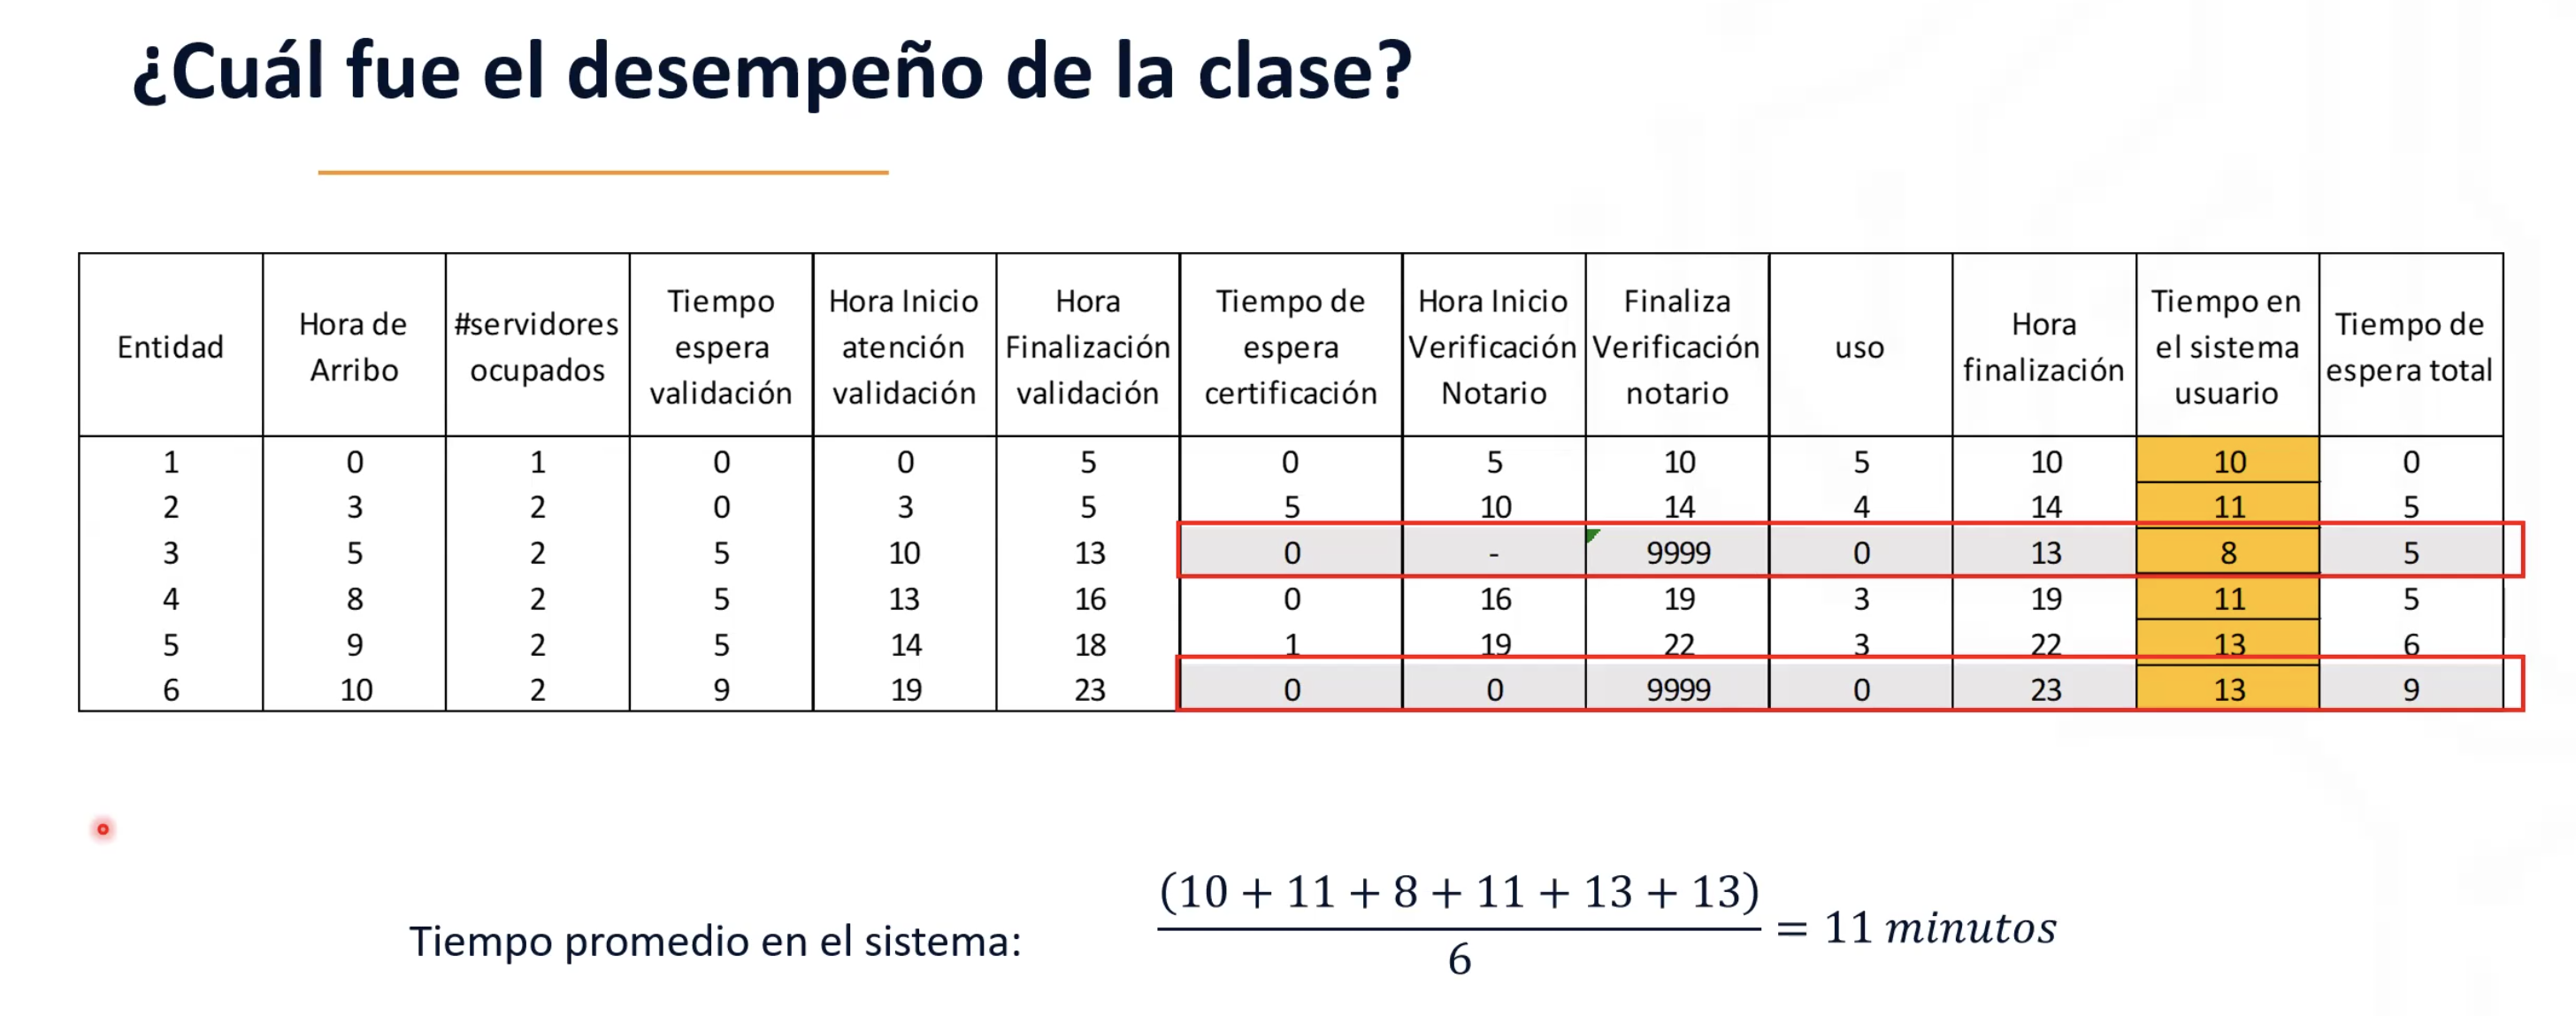 ¿Cuál fue el desempeño de la clase?
Entidad | Hora de Arribo | #servidores ocupados | Tiempo espera validación | Hora Inicio atención validación | Hora Finalización validación | Tiempo de espera certificación | Hora Inicio Verificación Notario | Finaliza Verificación notario | uso | Hora finalización | Tiempo en el sistema usuario | Tiempo de espera total
1 | 0 | 1 | 0 | 0 | 5 | 0 | 5 | 10 | 5 | 10 | 10 | 0
2 | 3 | 2 | 0 | 3 | 5 | 5 | 10 | 14 | 4 | 14 | 11 | 5
3 | 5 | 2 | 5 | 10 | 13 | 0 | - | 9999 | 0 | 13 | 8 | 5
4 | 8 | 2 | 5 | 13 | 16 | 0 | 16 | 19 | 3 | 19 | 11 | 5
5 | 9 | 2 | 5 | 14 | 18 | 1 | 19 | 22 | 3 | 22 | 13 | 6
6 | 10 | 2 | 9 | 19 | 23 | 0 | 0 | 9999 | 0 | 23 | 13 | 9
Tiempo promedio en el sistema:
(10 + 11 + 8 + 11 + 13 + 13)
6
= 11 minutos